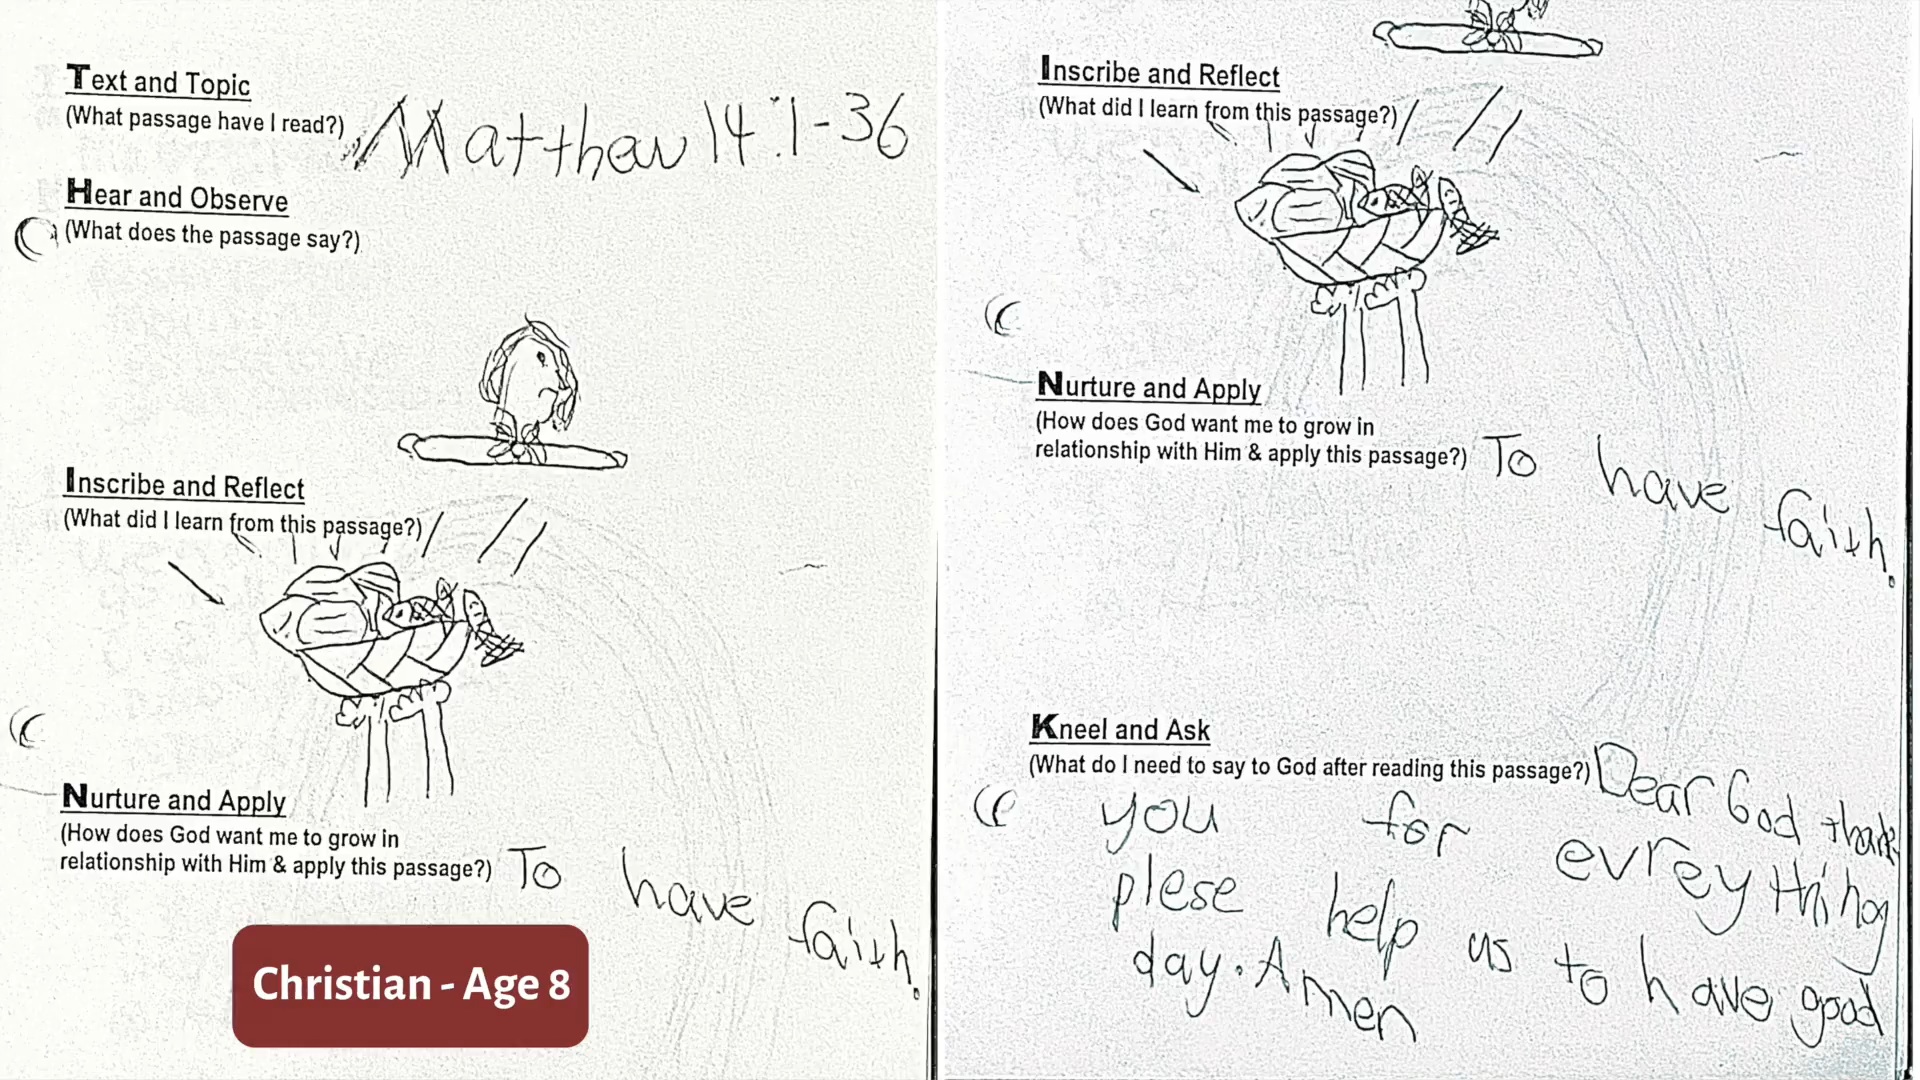 Text and Topic
(What passage have I read?) Matthew 14:1-36
Hear and Observe
(What does the passage say?)
Inscribe and Reflect
(What did I learn from this passage?)
Nurture and Apply
(How does God want me to grow in
relationship with Him & apply this passage?) To have faith.
Christian - Age 8
Inscribe and Reflect
(What did I learn from this passage?)
Nurture and Apply
(How does God want me to grow in
relationship with Him & apply this passage?) To have faith.
Kneel and Ask
(What do I need to say to God after reading this passage?) Dear God thank
you for evrey thing
plese help us to have good
day. Amen